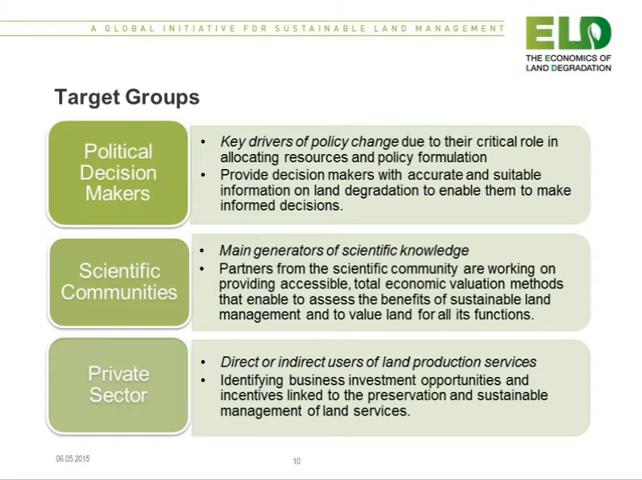 A GLOBAL INITIATIVE FOR SUSTAINABLE LAND MANAGEMENT
ELD
THE ECONOMICS OF
LAND DEGRADATION
Target Groups
Political
Decision
Makers
• Key drivers of policy change due to their critical role in
allocating resources and policy formulation
• Provide decision makers with accurate and suitable
information on land degradation to enable them to make
informed decisions.
Scientific
Communities
• Main generators of scientific knowledge
• Partners from the scientific community are working on
providing accessible, total economic valuation methods
that enable to assess the benefits of sustainable land
management and to value land for all its functions.
Private
Sector
• Direct or indirect users of land production services
• Identifying business investment opportunities and
incentives linked to the preservation and sustainable
management of land services.
06.05.2015
10